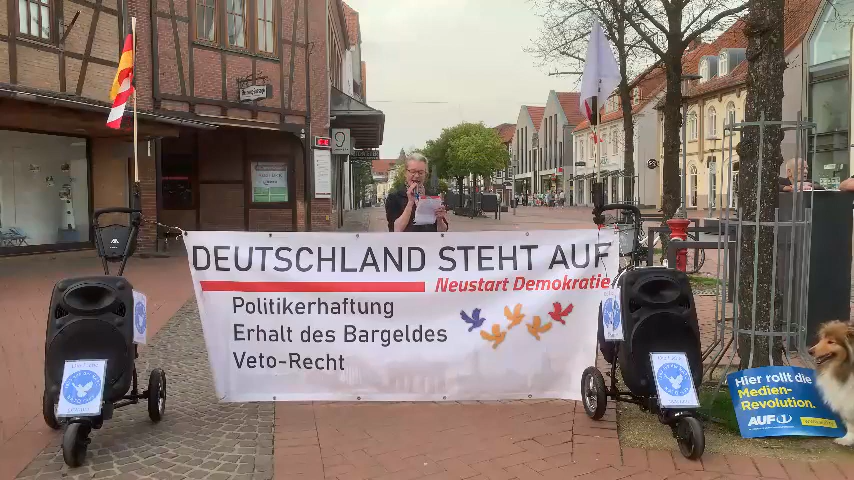 DEUTSCHLAND STEHT AUF
Neustart Demokratie
Politikerhaftung
Erhalt des Bargeldes
Veto-Recht
Hier rollt die
Medien-
Revolution.
AUF1